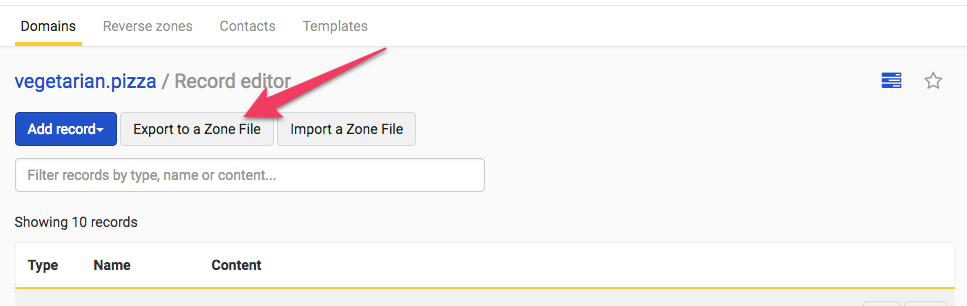 Domains Reverse zones Contacts Templates
vegetarian.pizza / Record editor
Add record Export to a Zone File Import a Zone File
Filter records by type, name or content...
Showing 10 records
Type Name Content